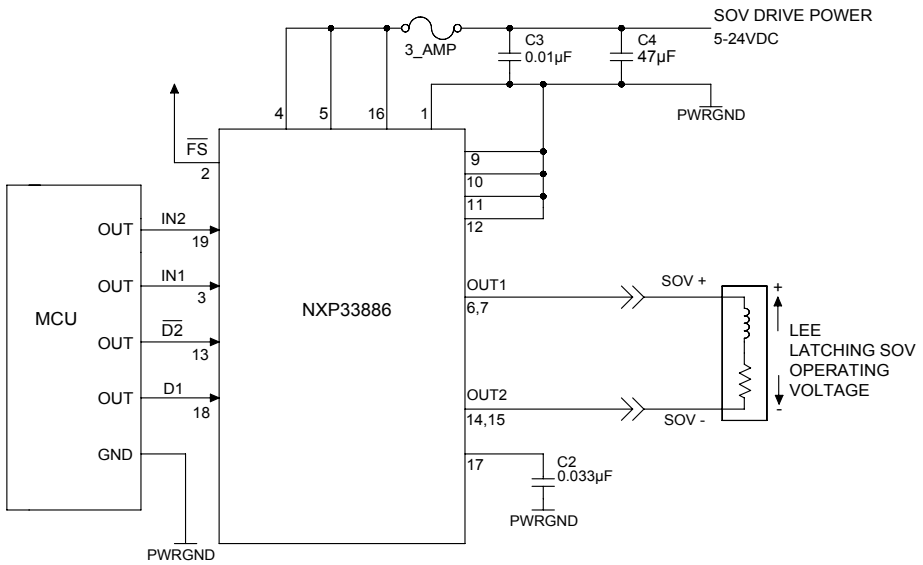 SOV DRIVE POWER
5-24VDC
3_AMP
C3
0.01µF
C4
47µF
PWRGND
4
5
16
1
FS
2
9
10
11
12
MCU
OUT
IN2
19
OUT
IN1
3
OUT
D2
13
OUT
D1
18
GND
PWRGND
NXP33886
OUT1
6,7
OUT2
14,15
17
C2
0.033µF
PWRGND
SOV +
SOV -
+
-
LEE
LATCHING SOV
OPERATING
VOLTAGE